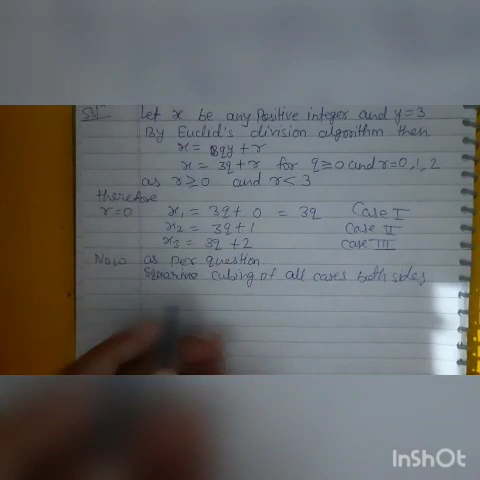 Sol- Let x be any Positive integer and y=3
By Euclid's division algorithm then
x= qy+r
x= 3q+r for q≥0 and r=0,1,2
as r≥0 and r<3
therefore
r=0 x₁ = 3q+ 0 = 3q Case I
x₂ = 3q+1 Case II
x₃ = 3q +2 case III
Now as per question
cubing of all cases both sides
InShOt